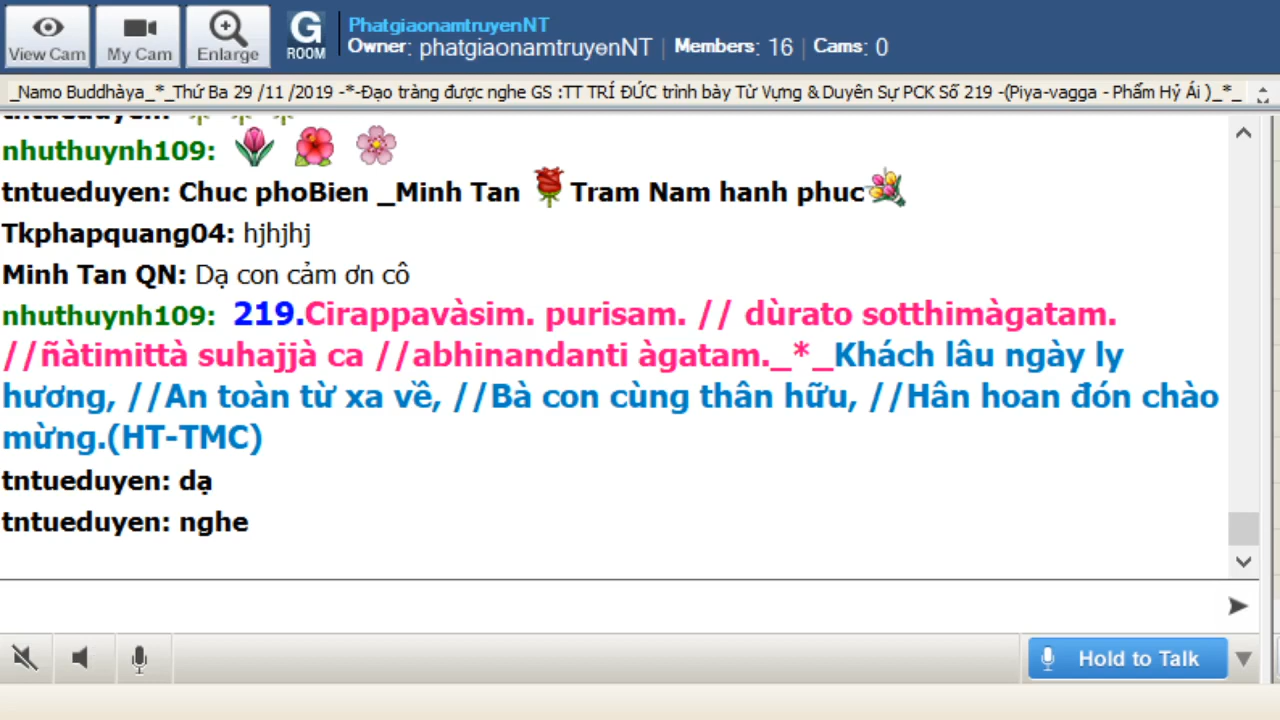 PhatgiaonamtruyenNT
View Cam My Cam Enlarge G ROOM Owner: phatgiaonamtruyenNT | Members: 16 | Cams: 0
_Namo Buddhàya_*_Thứ Ba 29 /11 /2019 -*-Đạo tràng được nghe GS :TT TRÍ ĐỨC trình bày Từ Vựng & Duyên Sự PCK Số 219 -(Piya-vagga - Phẩm Hỷ Ái )_*_
tntueduyen:
nhuthuynh109:
tntueduyen: Chuc phoBien _Minh Tan Tram Nam hanh phuc
Tkphapquang04: hjhjhj
Minh Tan QN: Dạ con cảm ơn cô
nhuthuynh109: 219.Cirappavàsim. purisam. // dùrato sotthimàgatam.
//ñàtimittà suhajjà ca //abhinandanti àgatam._*_Khách lâu ngày ly
hương, //An toàn từ xa về, //Bà con cùng thân hữu, //Hân hoan đón chào
mừng.(HT-TMC)
tntueduyen: dạ
tntueduyen: nghe
Hold to Talk